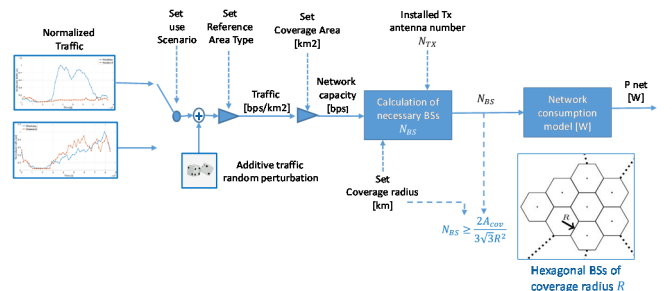 Normalized
Traffic
Set
use
Scenario
Set
Reference
Area Type
Set
Coverage Area
[km2]
Installed Tx
antenna number
N_TX
Traffic
[bps/km2]
Network
capacity
[bps]
Calculation of
necessary BSs
N_BS
N_BS
Network
consumption
model [W]
P net
[W]
Additive traffic
random perturbation
Set
Coverage radius
[km]
N_BS ≥ 2A_cov / 3√3R²
R
Hexagonal BSs of
coverage radius R